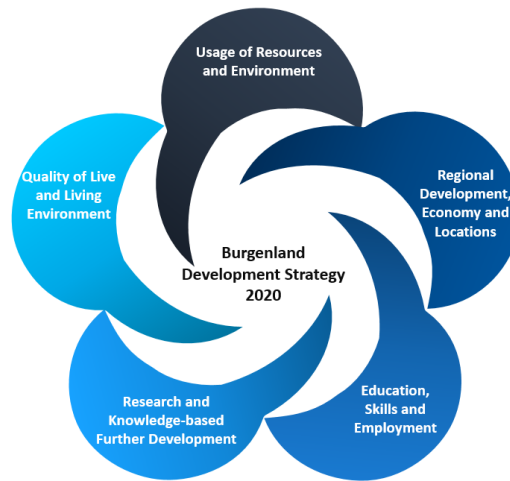 Usage of Resources
and Environment
Regional
Development,
Economy and
Locations
Education,
Skills and
Employment
Research and
Knowledge-based
Further Development
Quality of Live
and Living
Environment
Burgenland
Development Strategy
2020